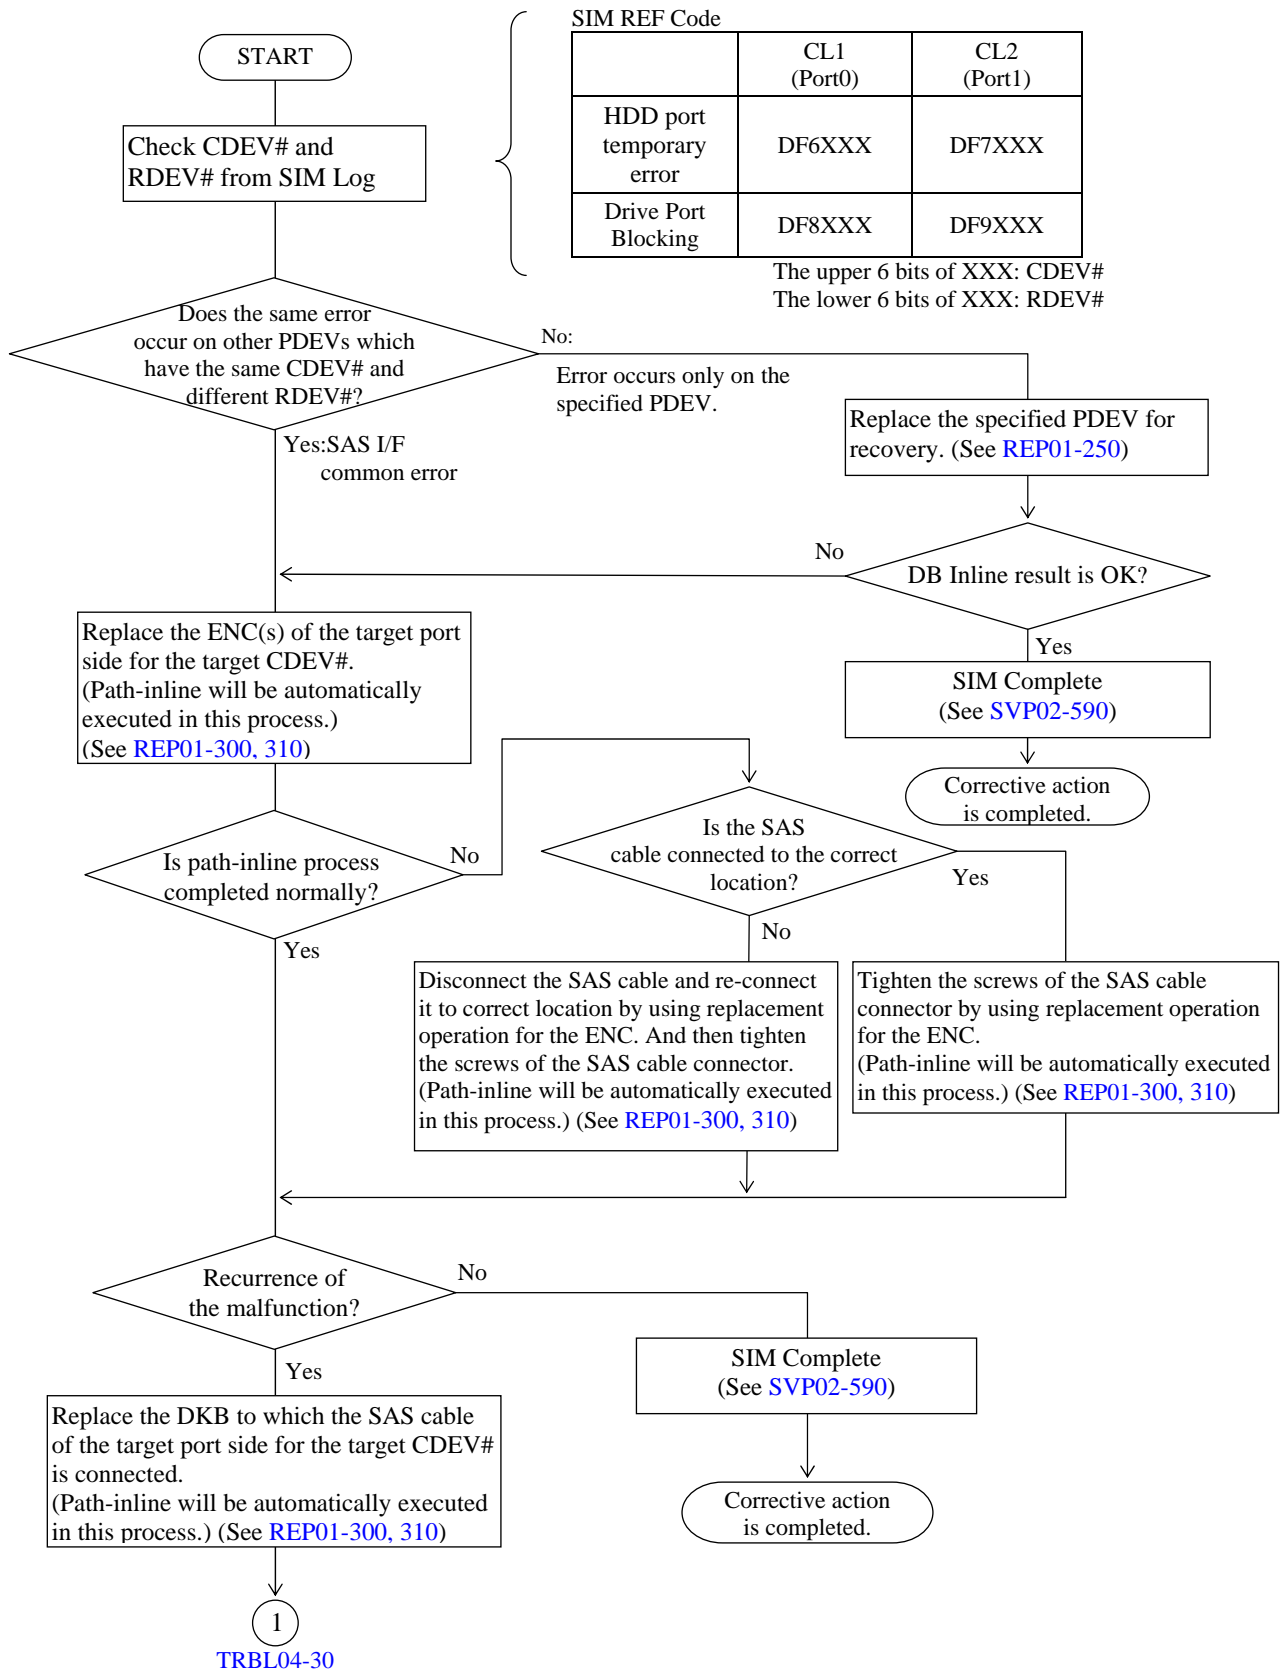 SIM REF Code
START
CL1
(Port0)
CL2
(Port1)
HDD port
temporary
error
DF6XXX
DF7XXX
Drive Port
Blocking
DF8XXX
DF9XXX
The upper 6 bits of XXX: CDEV#
The lower 6 bits of XXX: RDEV#
Check CDEV# and
RDEV# from SIM Log
Does the same error
occur on other PDEVs which
have the same CDEV# and
different RDEV#?
No:
Error occurs only on the
specified PDEV.
Yes:SAS I/F
common error
Replace the specified PDEV for
recovery. (See REP01-250)
No
DB Inline result is OK?
Yes
SIM Complete
(See SVP02-590)
Corrective action
is completed.
Replace the ENC(s) of the target port
side for the target CDEV#.
(Path-inline will be automatically
executed in this process.)
(See REP01-300, 310)
Is path-inline process
completed normally?
No
Yes
Is the SAS
cable connected to the correct
location?
Yes
No
Disconnect the SAS cable and re-connect
it to correct location by using replacement
operation for the ENC. And then tighten
the screws of the SAS cable connector.
(Path-inline will be automatically executed
in this process.) (See REP01-300, 310)
Tighten the screws of the SAS cable
connector by using replacement operation
for the ENC.
(Path-inline will be automatically executed
in this process.) (See REP01-300, 310)
Recurrence of
the malfunction?
No
Yes
SIM Complete
(See SVP02-590)
Corrective action
is completed.
Replace the DKB to which the SAS cable
of the target port side for the target CDEV#
is connected.
(Path-inline will be automatically executed
in this process.) (See REP01-300, 310)
1
TRBL04-30